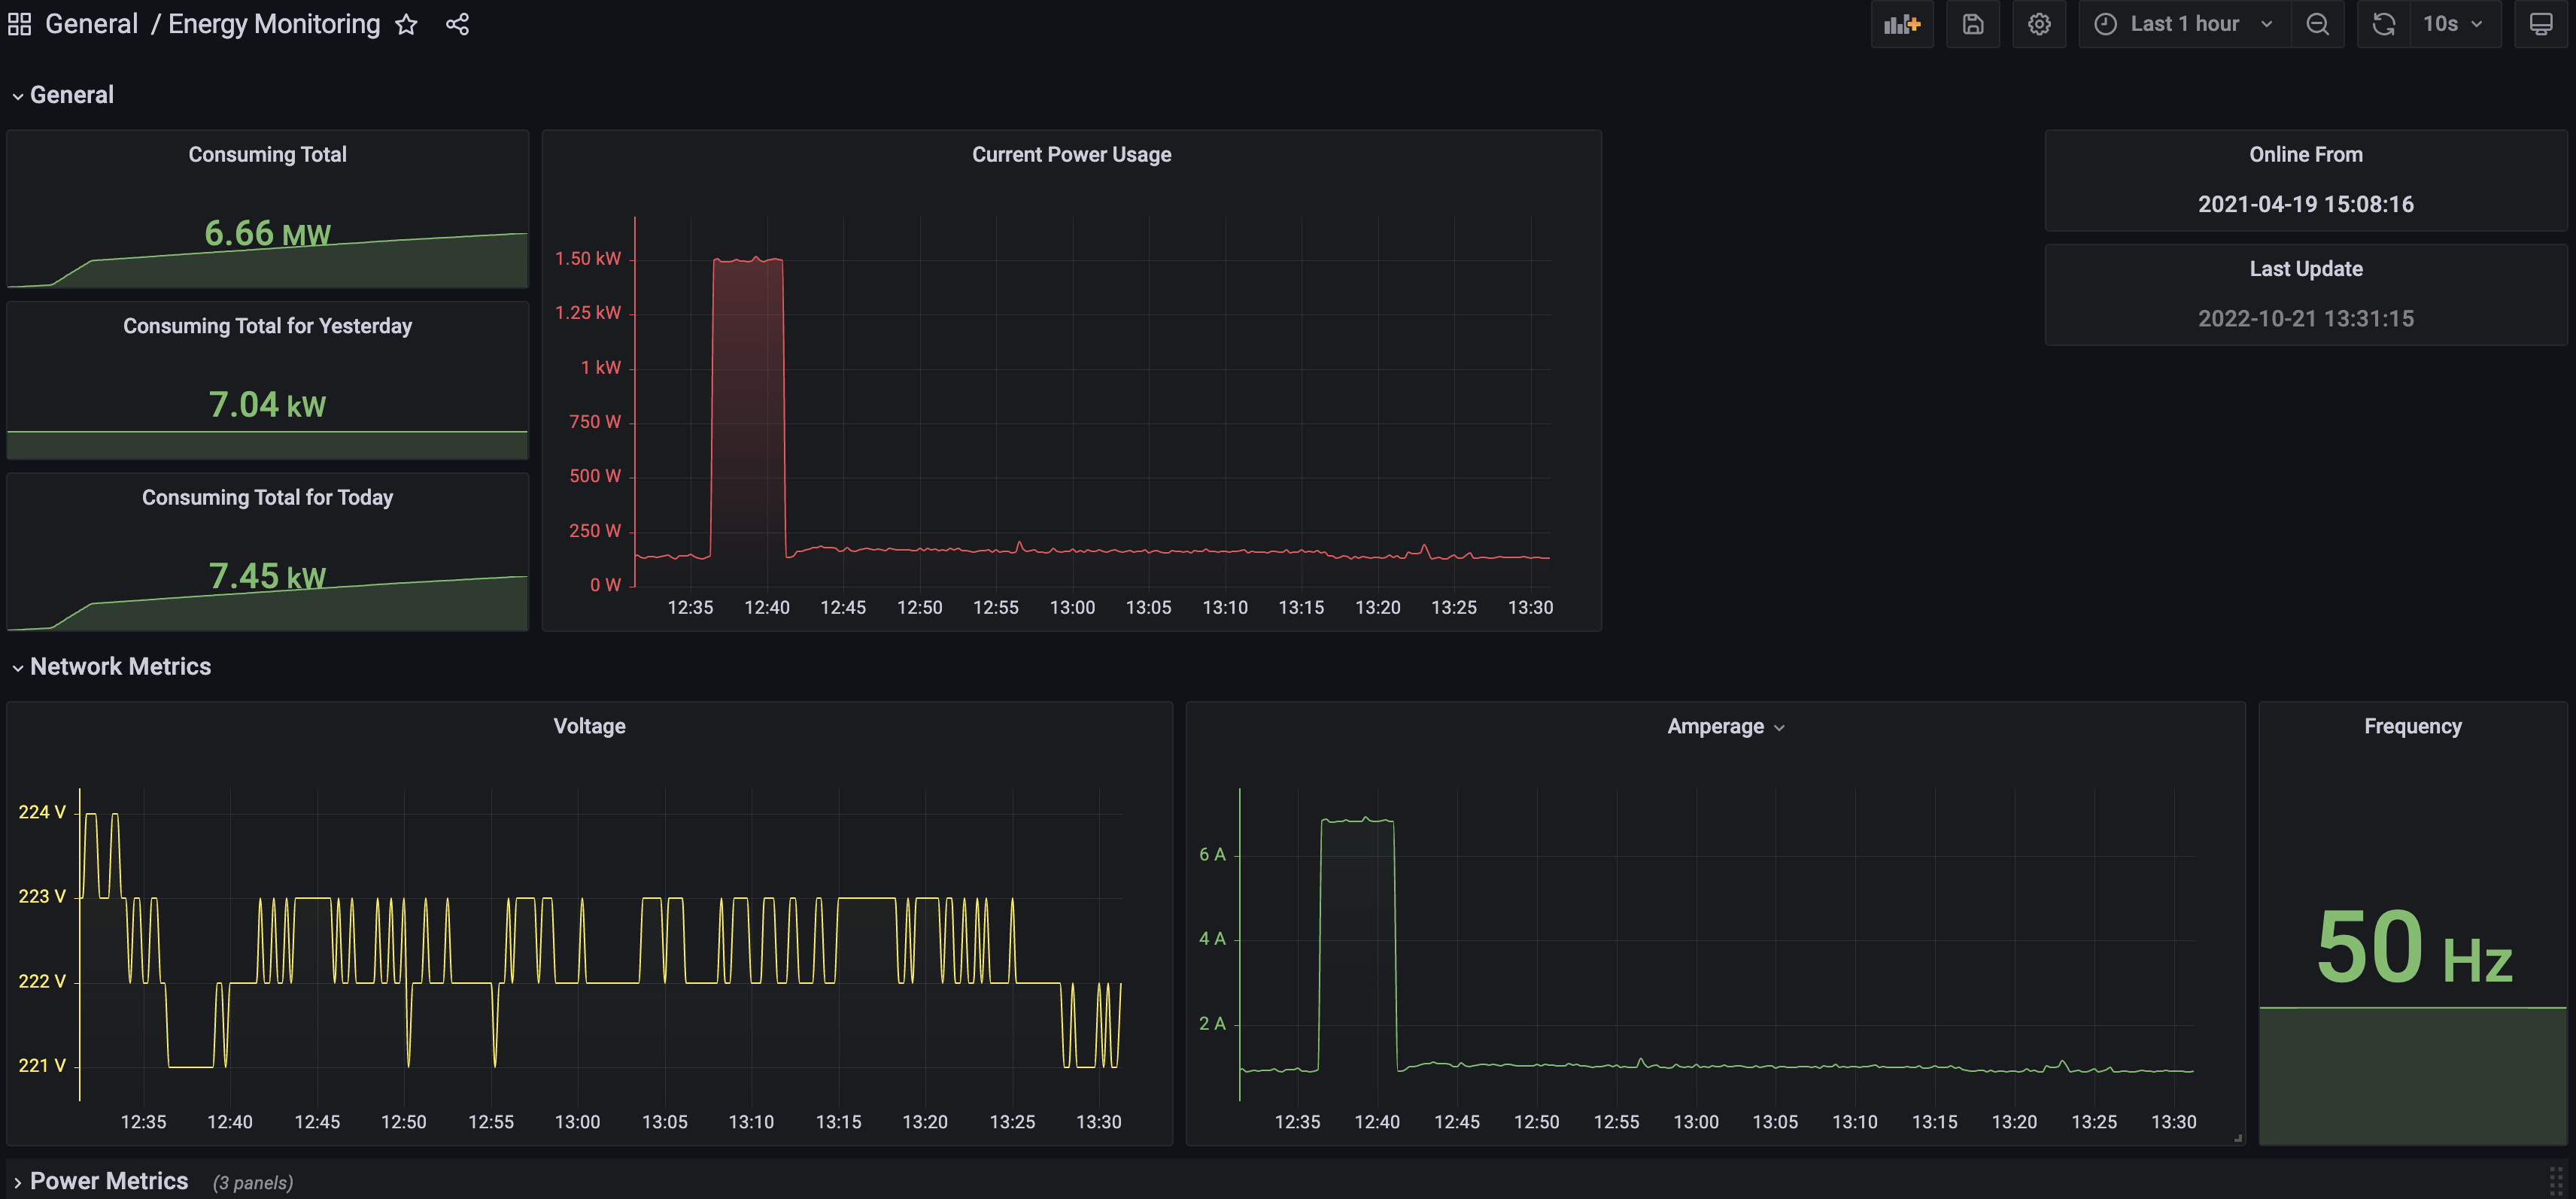 General / Energy Monitoring
Last 1 hour
10s
General
Consuming Total
6.66 MW
Consuming Total for Yesterday
7.04 kW
Consuming Total for Today
7.45 kW
Current Power Usage
1.50 kW
1.25 kW
1 kW
750 W
500 W
250 W
0 W
12:35 12:40 12:45 12:50 12:55 13:00 13:05 13:10 13:15 13:20 13:25 13:30
Online From
2021-04-19 15:08:16
Last Update
2022-10-21 13:31:15
Network Metrics
Voltage
224 V
223 V
222 V
221 V
12:35 12:40 12:45 12:50 12:55 13:00 13:05 13:10 13:15 13:20 13:25 13:30
Amperage
6 A
4 A
2 A
12:35 12:40 12:45 12:50 12:55 13:00 13:05 13:10 13:15 13:20 13:25 13:30
Frequency
50 Hz
Power Metrics (3 panels)